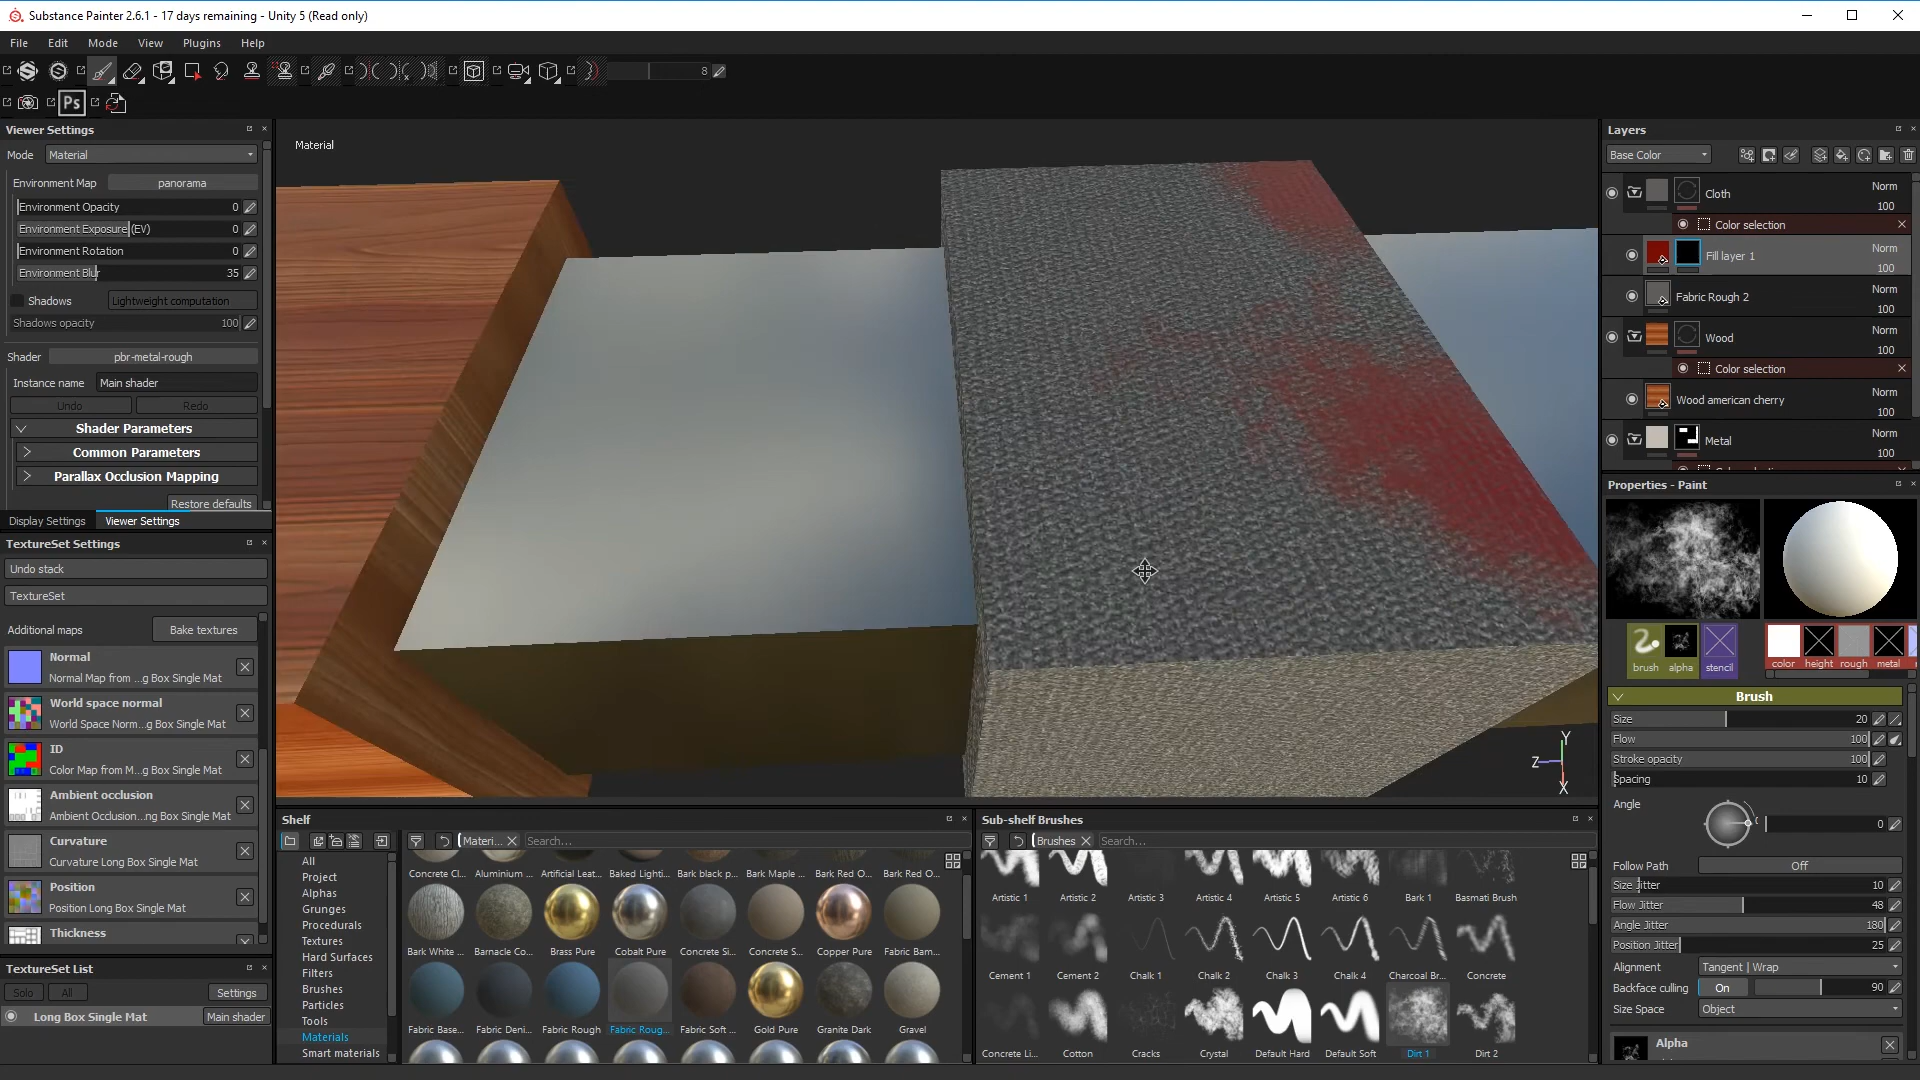 Substance Painter 2.6.1 - 17 days remaining - Unity 5 (Read only)
File Edit Mode View Plugins Help
8
Ps
Viewer Settings
Mode Material
Environment Map panorama
Environment Opacity 0
Environment Exposure (EV) 0
Environment Rotation 0
Environment Blur 35
Shadows Lightweight computation
Shadows opacity 100
Shader pbr-metal-rough
Instance name Main shader
Undo Redo
Shader Parameters
Common Parameters
Parallax Occlusion Mapping
Restore defaults
Display Settings Viewer Settings
TextureSet Settings
Undo stack
TextureSet
Additional maps Bake textures
Normal
Normal Map from ...g Box Single Mat
World space normal
World Space Norm...g Box Single Mat
ID
Color Map from M...g Box Single Mat
Ambient occlusion
Ambient Occlusion...ng Box Single Mat
Curvature
Curvature Long Box Single Mat
Position
Position Long Box Single Mat
Thickness
TextureSet List
Solo All Settings
Long Box Single Mat Main shader
Material
Y
Z
X
Shelf
Materi... Search...
All
Project
Alphas
Grunges
Procedurals
Textures
Hard Surfaces
Filters
Brushes
Particles
Tools
Materials
Smart materials
Concrete Cl... Aluminium ... Artificial Leat... Baked Lighti... Bark black p... Bark Maple ... Bark Red O... Bark Red O...
Bark White ... Barnacle Co... Brass Pure Cobalt Pure Concrete Si... Concrete S... Copper Pure Fabric Bam...
Fabric Base... Fabric Deni... Fabric Rough Fabric Roug... Fabric Soft ... Gold Pure Granite Dark Gravel
Sub-shelf Brushes
Brushes Search...
Artistic 1 Artistic 2 Artistic 3 Artistic 4 Artistic 5 Artistic 6 Bark 1 Basmati Brush
Cement 1 Cement 2 Chalk 1 Chalk 2 Chalk 3 Chalk 4 Charcoal Br... Concrete
Concrete Li... Cotton Cracks Crystal Default Hard Default Soft Dirt 1 Dirt 2
Layers
Base Color
Cloth Norm
100
Color selection
Fill layer 1 Norm
100
Fabric Rough 2 Norm
100
Wood Norm
100
Color selection
Wood american cherry Norm
100
Metal Norm
100
Properties - Paint
brush alpha stencil color height rough metal
Brush
Size 20
Flow 100
Stroke opacity 100
Spacing 10
Angle
0
Follow Path Off
Size Jitter 10
Flow Jitter 48
Angle Jitter 180
Position Jitter 25
Alignment Tangent | Wrap
Backface culling On 90
Size Space Object
Alpha